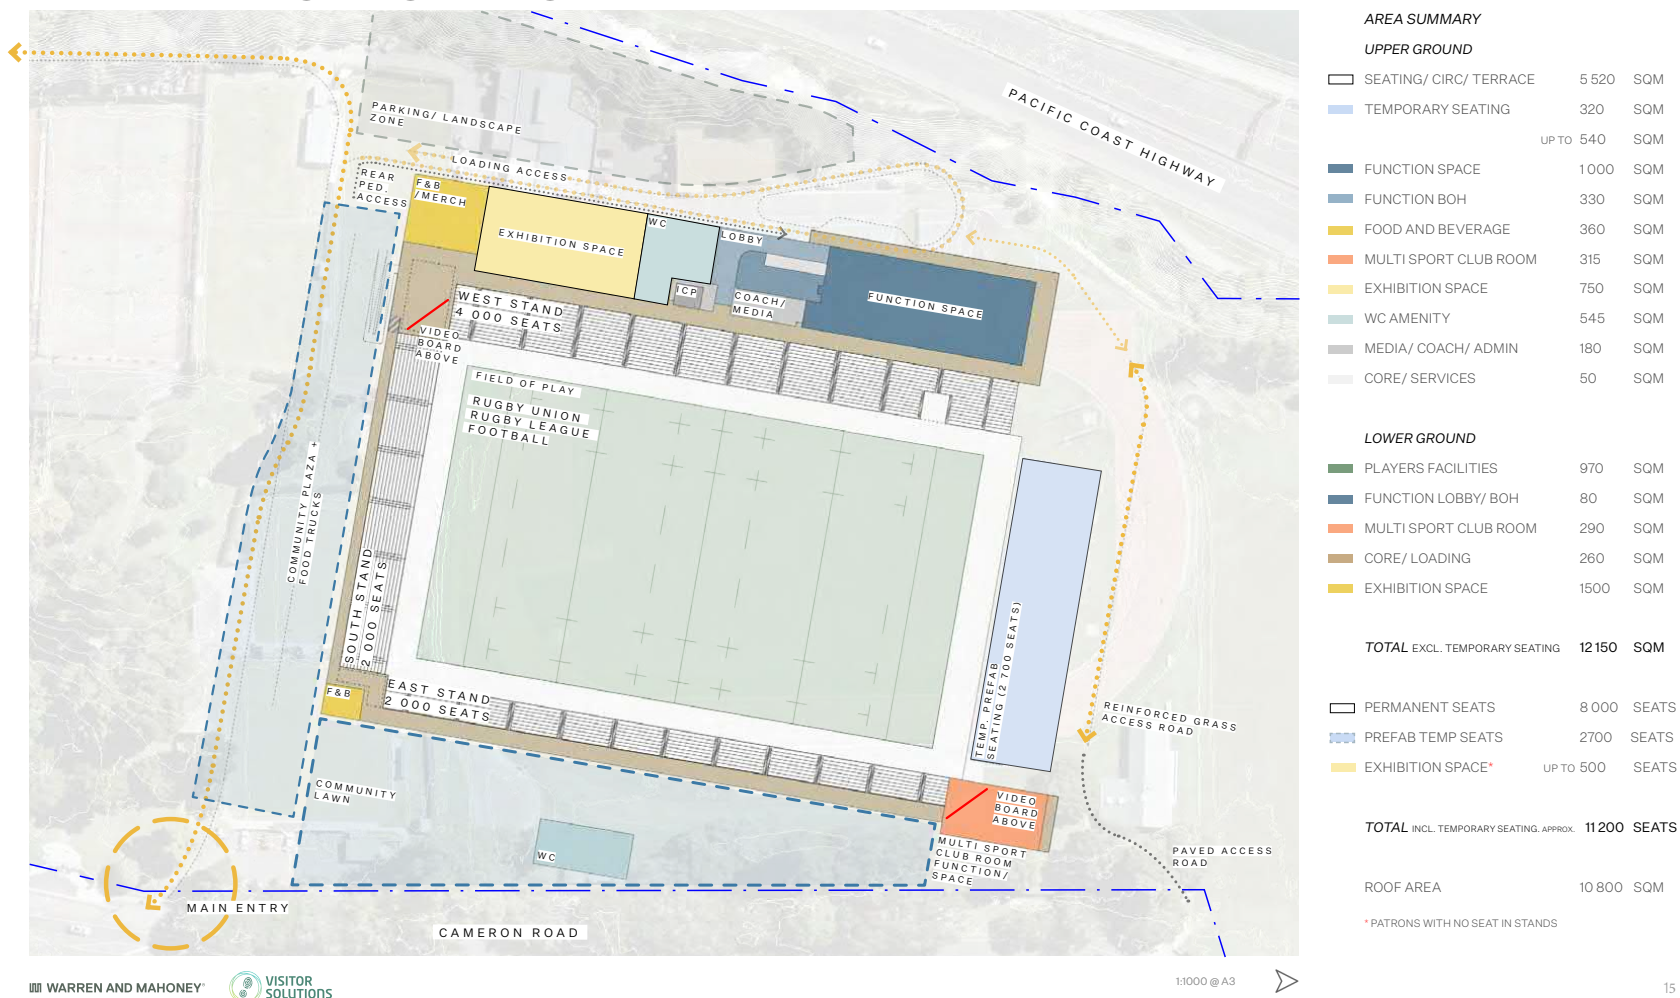 PACIFIC COAST HIGHWAY
PARKING/ LANDSCAPE
ZONE
LOADING ACCESS
REAR
PED.
ACCESS
F&B
/MERCH
EXHIBITION SPACE
WC
LOBBY
ICP
COACH/
MEDIA
FUNCTION SPACE
WEST STAND
4 000 SEATS
VIDEO
BOARD
ABOVE
FIELD OF PLAY
RUGBY UNION
RUGBY LEAGUE
FOOTBALL
COMMUNITY PLAZA +
FOOD TRUCKS
SOUTH STAND
2 000 SEATS
F&B
EAST STAND
2 000 SEATS
TEMP. PREFAB
SEATING (2 700 SEATS)
REINFORCED GRASS
ACCESS ROAD
COMMUNITY
LAWN
WC
VIDEO
BOARD
ABOVE
MULTI SPORT
CLUB ROOM
FUNCTION/
SPACE
PAVED ACCESS
ROAD
MAIN ENTRY
CAMERON ROAD
AREA SUMMARY
UPPER GROUND
SEATING/ CIRC/ TERRACE 5 520 SQM
TEMPORARY SEATING 320 SQM
UP TO 540 SQM
FUNCTION SPACE 1 000 SQM
FUNCTION BOH 330 SQM
FOOD AND BEVERAGE 360 SQM
MULTI SPORT CLUB ROOM 315 SQM
EXHIBITION SPACE 750 SQM
WC AMENITY 545 SQM
MEDIA/ COACH/ ADMIN 180 SQM
CORE/ SERVICES 50 SQM
LOWER GROUND
PLAYERS FACILITIES 970 SQM
FUNCTION LOBBY/ BOH 80 SQM
MULTI SPORT CLUB ROOM 290 SQM
CORE/ LOADING 260 SQM
EXHIBITION SPACE 1500 SQM
TOTAL EXCL. TEMPORARY SEATING 12 150 SQM
PERMANENT SEATS 8 000 SEATS
PREFAB TEMP SEATS 2700 SEATS
EXHIBITION SPACE* UP TO 500 SEATS
TOTAL INCL. TEMPORARY SEATING. APPROX. 11 200 SEATS
ROOF AREA 10 800 SQM
* PATRONS WITH NO SEAT IN STANDS
WARREN AND MAHONEY®
VISITOR
SOLUTIONS
1:1000 @ A3
15